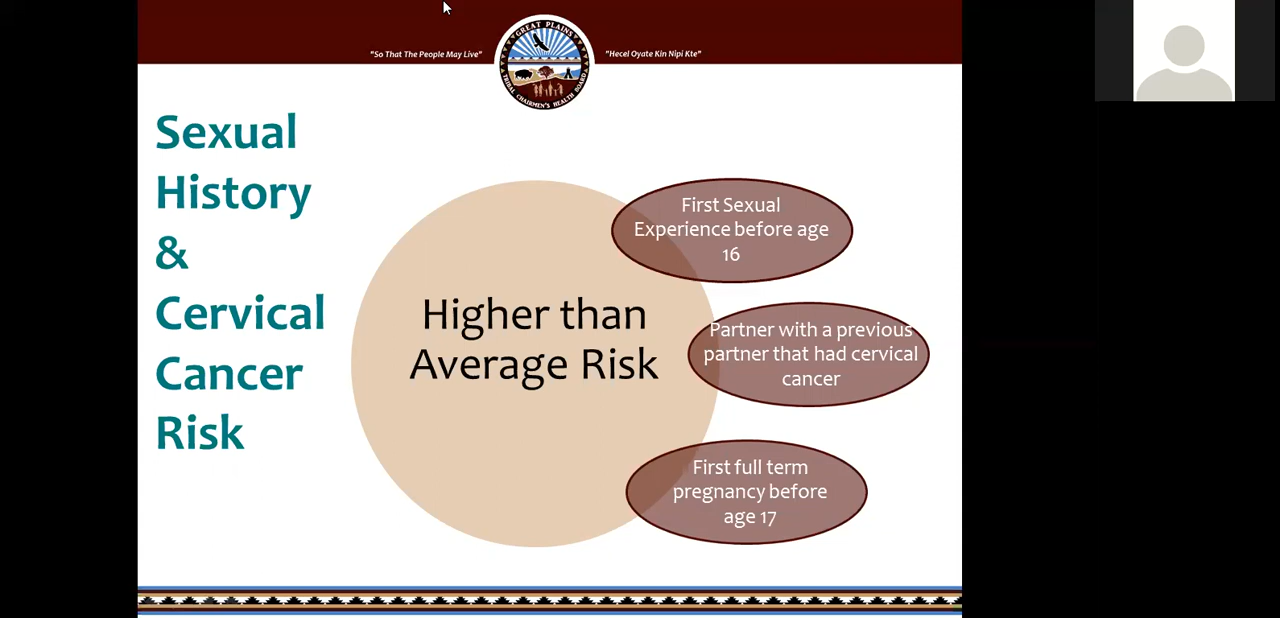 "So That The People May Live"
GREAT PLAINS
TRIBAL CHAIRMEN'S HEALTH BOARD
"Hecel Oyate Kin Nipi Kte"
Sexual
History
&
Cervical
Cancer
Risk
Higher than
Average Risk
First Sexual
Experience before age
16
Partner with a previous
partner that had cervical
cancer
First full term
pregnancy before
age 17